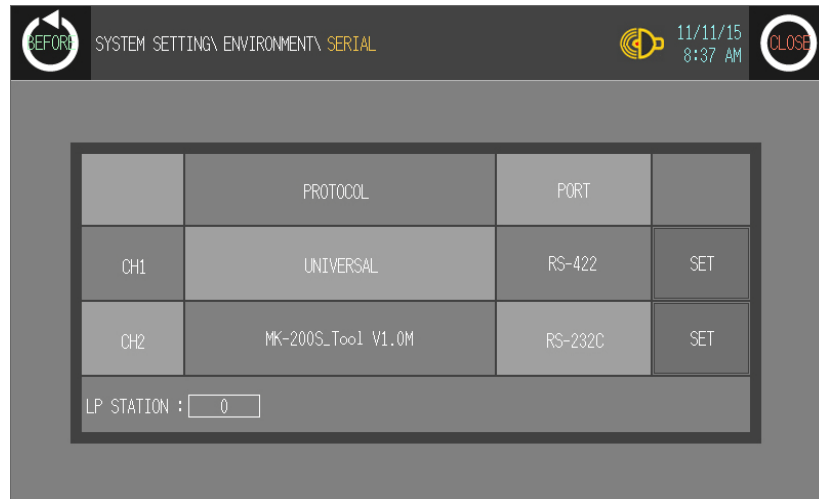 BEFORE
SYSTEM SETTING\ ENVIRONMENT\ SERIAL
11/11/15
8:37 AM
CLOSE
PROTOCOL PORT
CH1 UNIVERSAL RS-422 SET
CH2 MK-200S_Tool V1.0M RS-232C SET
LP STATION : 0